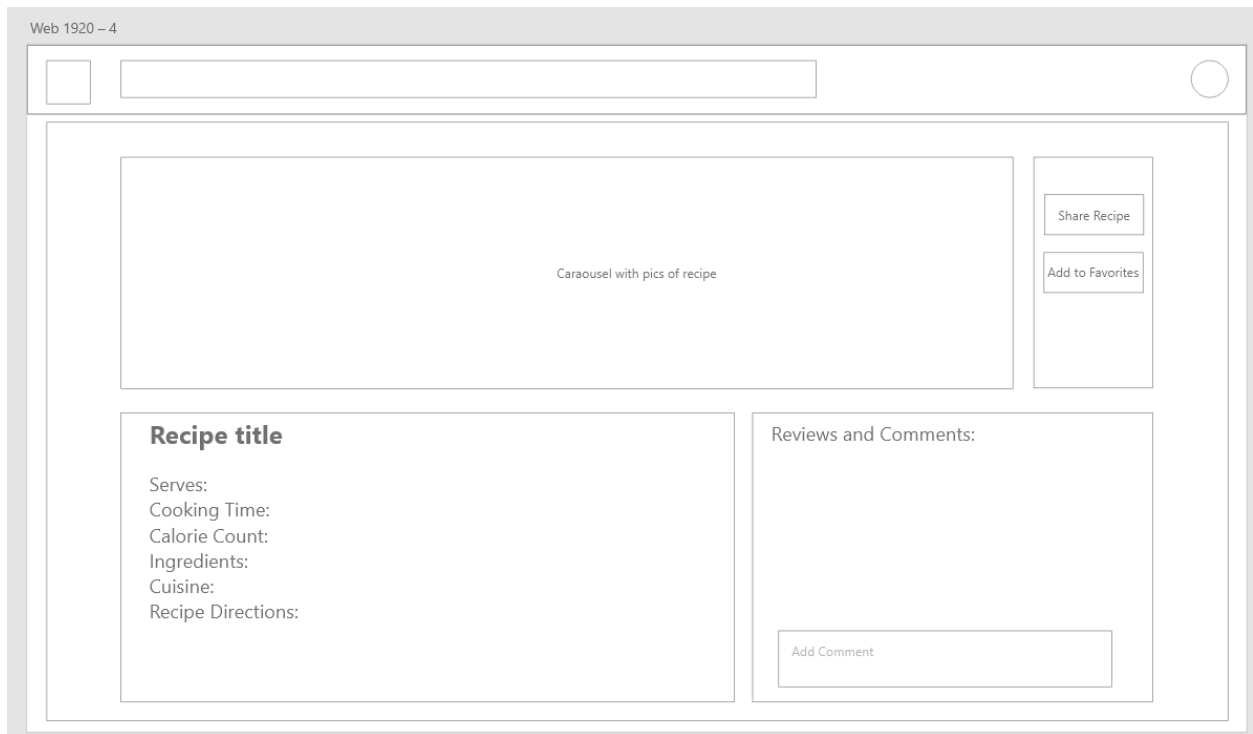 Web 1920 – 4
Caraousel with pics of recipe
Share Recipe
Add to Favorites
Recipe title
Serves:
Cooking Time:
Calorie Count:
Ingredients:
Cuisine:
Recipe Directions:
Reviews and Comments:
Add Comment